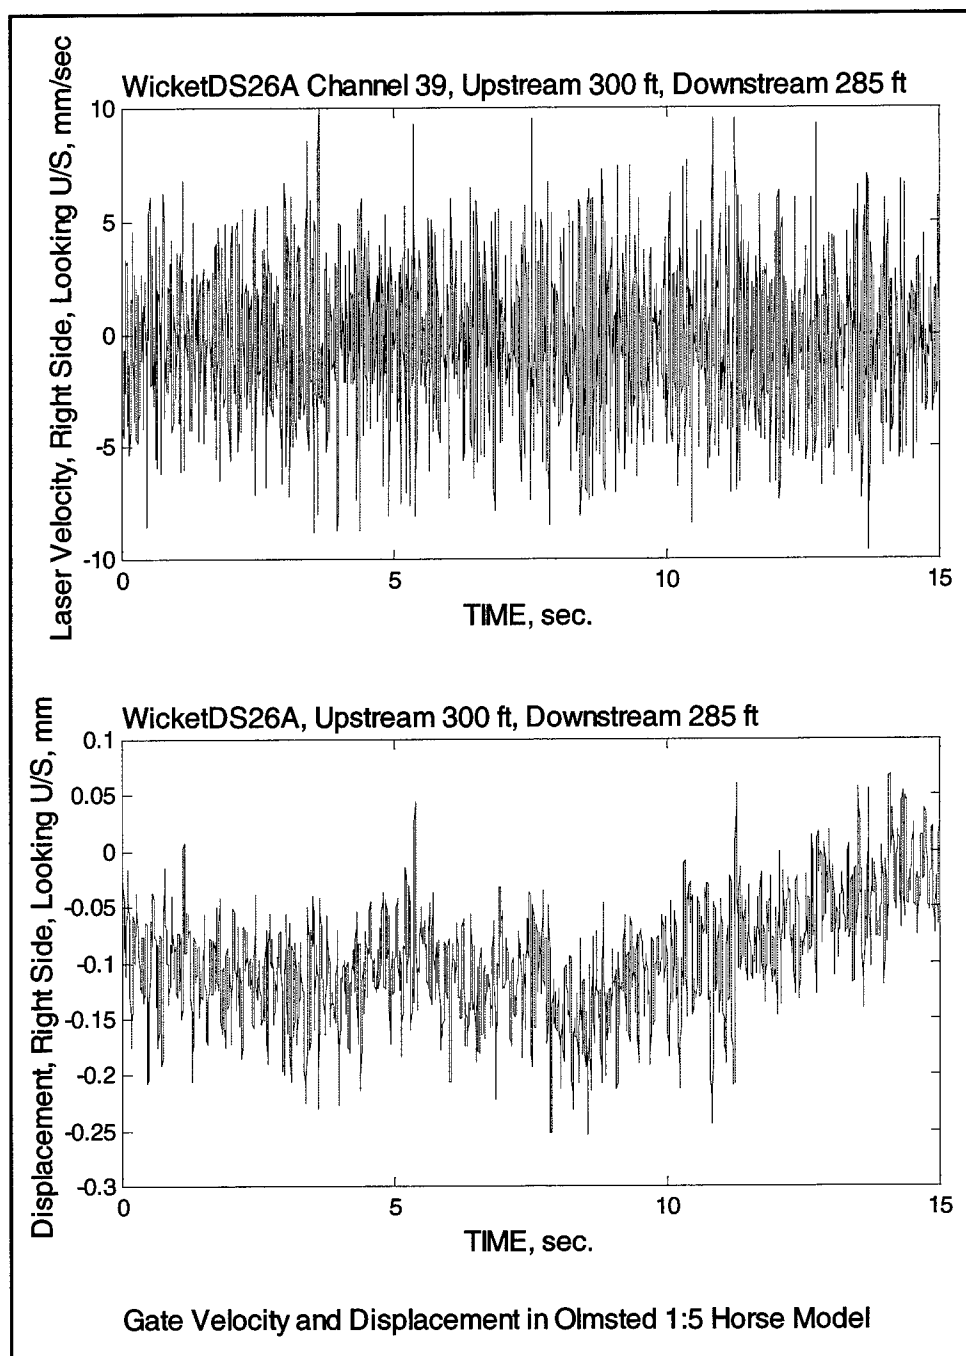 WicketDS26A Channel 39, Upstream 300 ft, Downstream 285 ft
Laser Velocity, Right Side, Looking U/S, mm/sec
10
5
0
-5
-10
0 5 10 15
TIME, sec.
WicketDS26A, Upstream 300 ft, Downstream 285 ft
Displacement, Right Side, Looking U/S, mm
0.1
0.05
0
-0.05
-0.1
-0.15
-0.2
-0.25
-0.3
0 5 10 15
TIME, sec.
Gate Velocity and Displacement in Olmsted 1:5 Horse Model